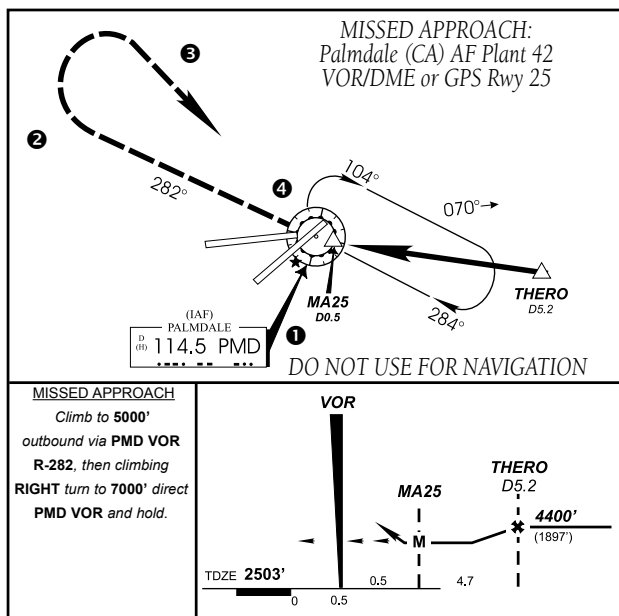 MISSED APPROACH:
Palmdale (CA) AF Plant 42
VOR/DME or GPS Rwy 25
❸
❷
282°
❹
104°
070°→
MA25
D0.5
THERO
D5.2
284°
(IAF)
PALMDALE
D
(H) 114.5 PMD
❶
DO NOT USE FOR NAVIGATION
MISSED APPROACH
Climb to 5000'
outbound via PMD VOR
R-282, then climbing
RIGHT turn to 7000' direct
PMD VOR and hold.
VOR
MA25
THERO
D5.2
M
4400'
(1897')
TDZE 2503'
0.5
4.7
0
0.5